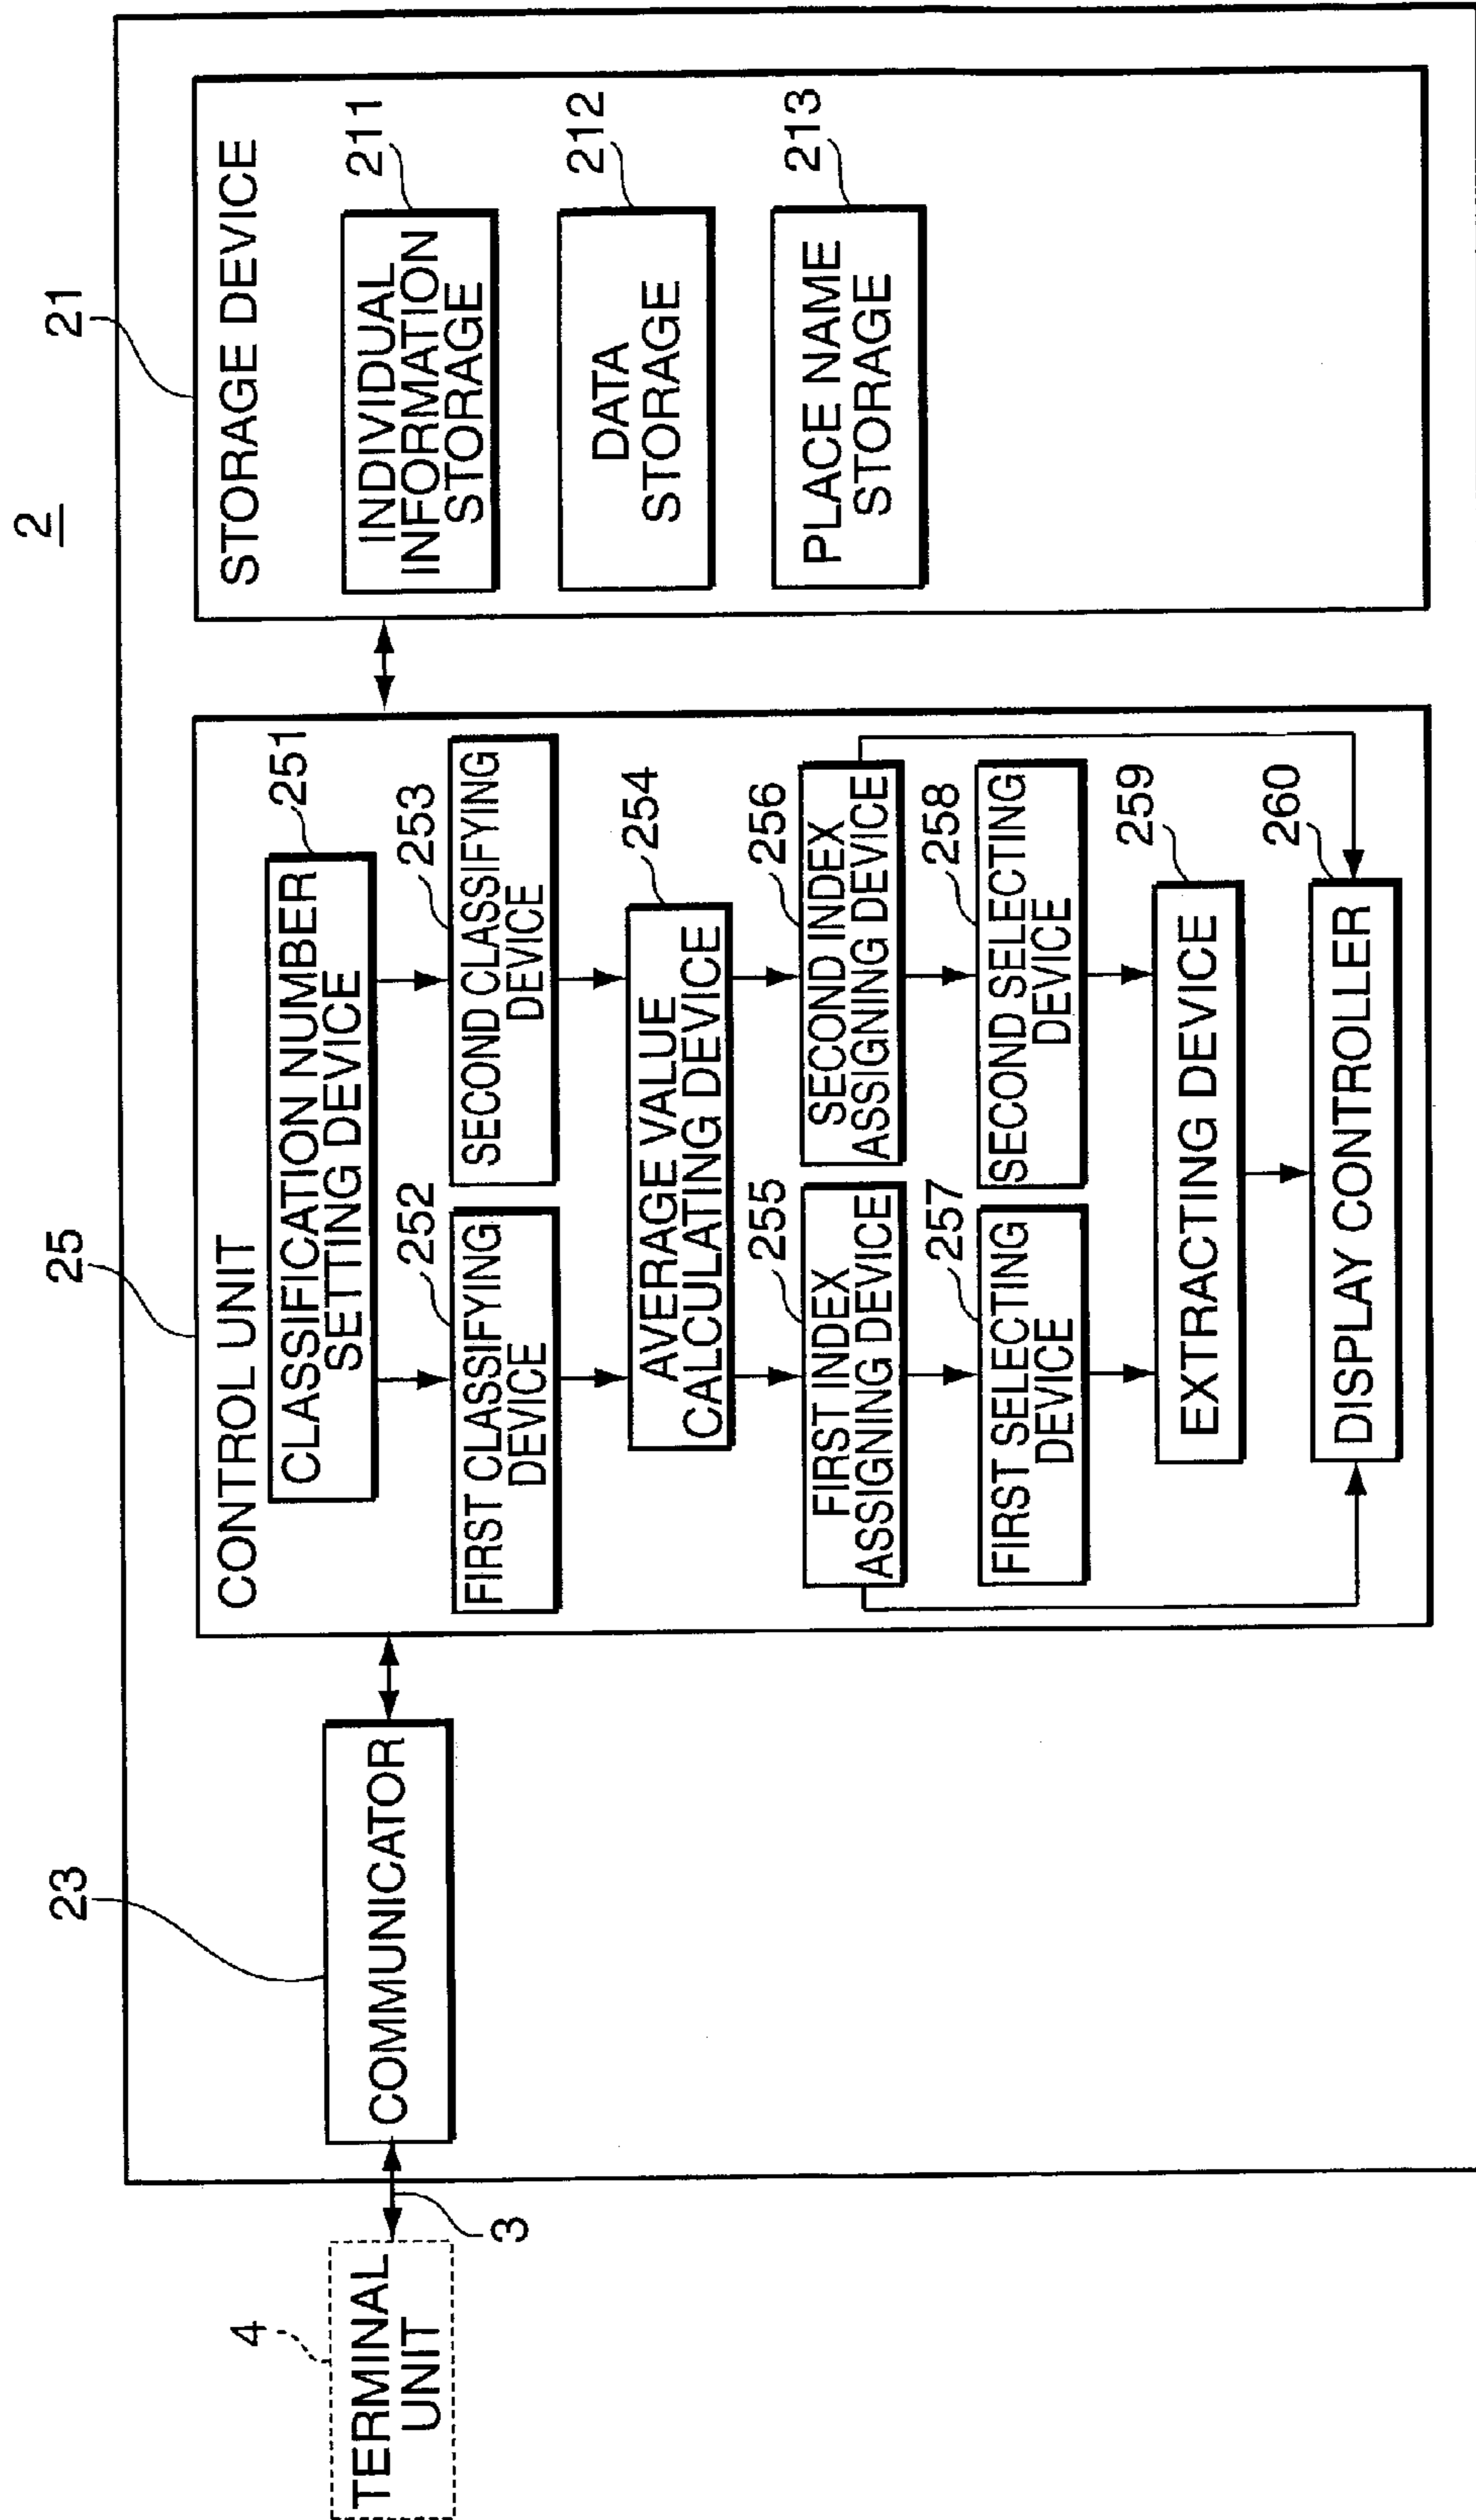 2
21
25
23
4
3
TERMINAL
UNIT
COMMUNICATOR
CONTROL UNIT
CLASSIFICATION NUMBER
SETTING DEVICE
251
252
253
FIRST CLASSIFYING
DEVICE
SECOND CLASSIFYING
DEVICE
254
AVERAGE VALUE
CALCULATING DEVICE
255
256
FIRST INDEX
ASSIGNING DEVICE
SECOND INDEX
ASSIGNING DEVICE
257
258
FIRST SELECTING
DEVICE
SECOND SELECTING
DEVICE
259
EXTRACTING DEVICE
260
DISPLAY CONTROLLER
STORAGE DEVICE
211
INDIVIDUAL
INFORMATION
STORAGE
212
DATA
STORAGE
213
PLACE NAME
STORAGE